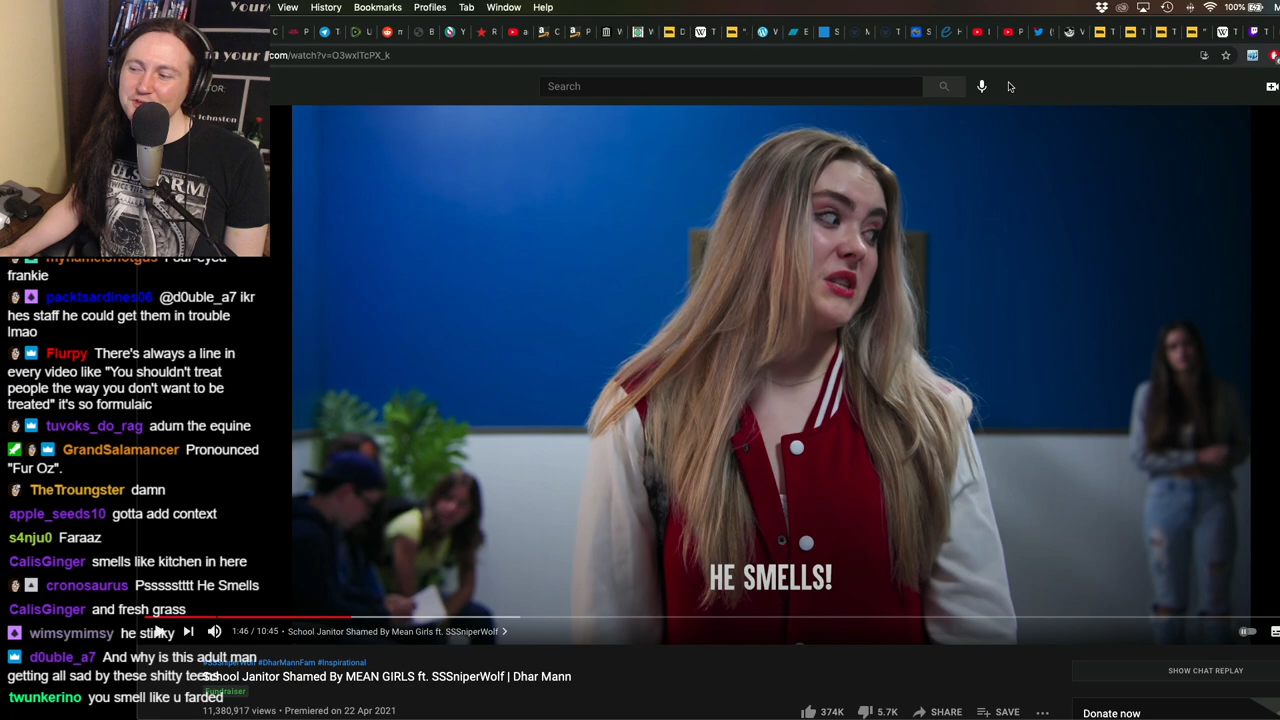 View History Bookmarks Profiles Tab Window Help 100%
com/watch?v=O3wxlTcPX_k
Search
Johnston
frankie
packtsardines06 @d0uble_a7 ikr
hes staff he could get them in trouble
lmao
Flurpy There's always a line in
every video like "You shouldn't treat
people the way you don't want to be
treated" it's so formulaic
tuvoks_do_rag adum the equine
GrandSalamancer Pronounced
"Fur Oz".
TheTroungster damn
apple_seeds10 gotta add context
s4nju0 Faraaz
CalisGinger smells like kitchen in here
cronosaurus Psssssttt He Smells
CalisGinger and fresh grass
wimsymimsy he stinky
d0uble_a7 And why is this adult man
getting all sad by these shitty teens
twunkerino you smell like u farded
HE SMELLS!
1:46 / 10:45 • School Janitor Shamed By Mean Girls ft. SSSniperWolf
#SSSniperWolf #DharMannFam #Inspirational
School Janitor Shamed By MEAN GIRLS ft. SSSniperWolf | Dhar Mann
Fundraiser
11,380,917 views • Premiered on 22 Apr 2021
374K 5.7K SHARE SAVE
SHOW CHAT REPLAY
Donate now